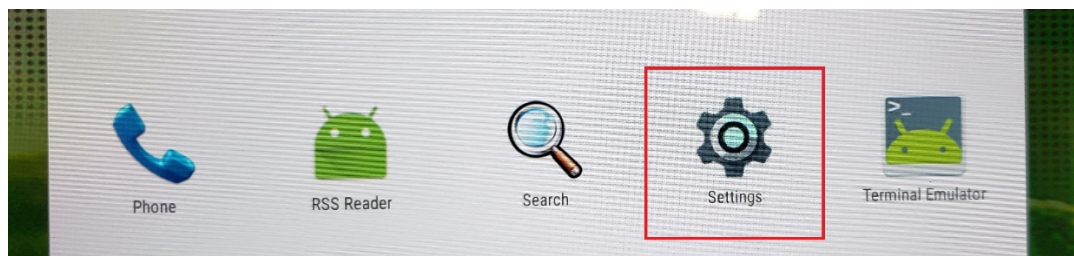 Phone
RSS Reader
Search
Settings
>_
Terminal Emulator